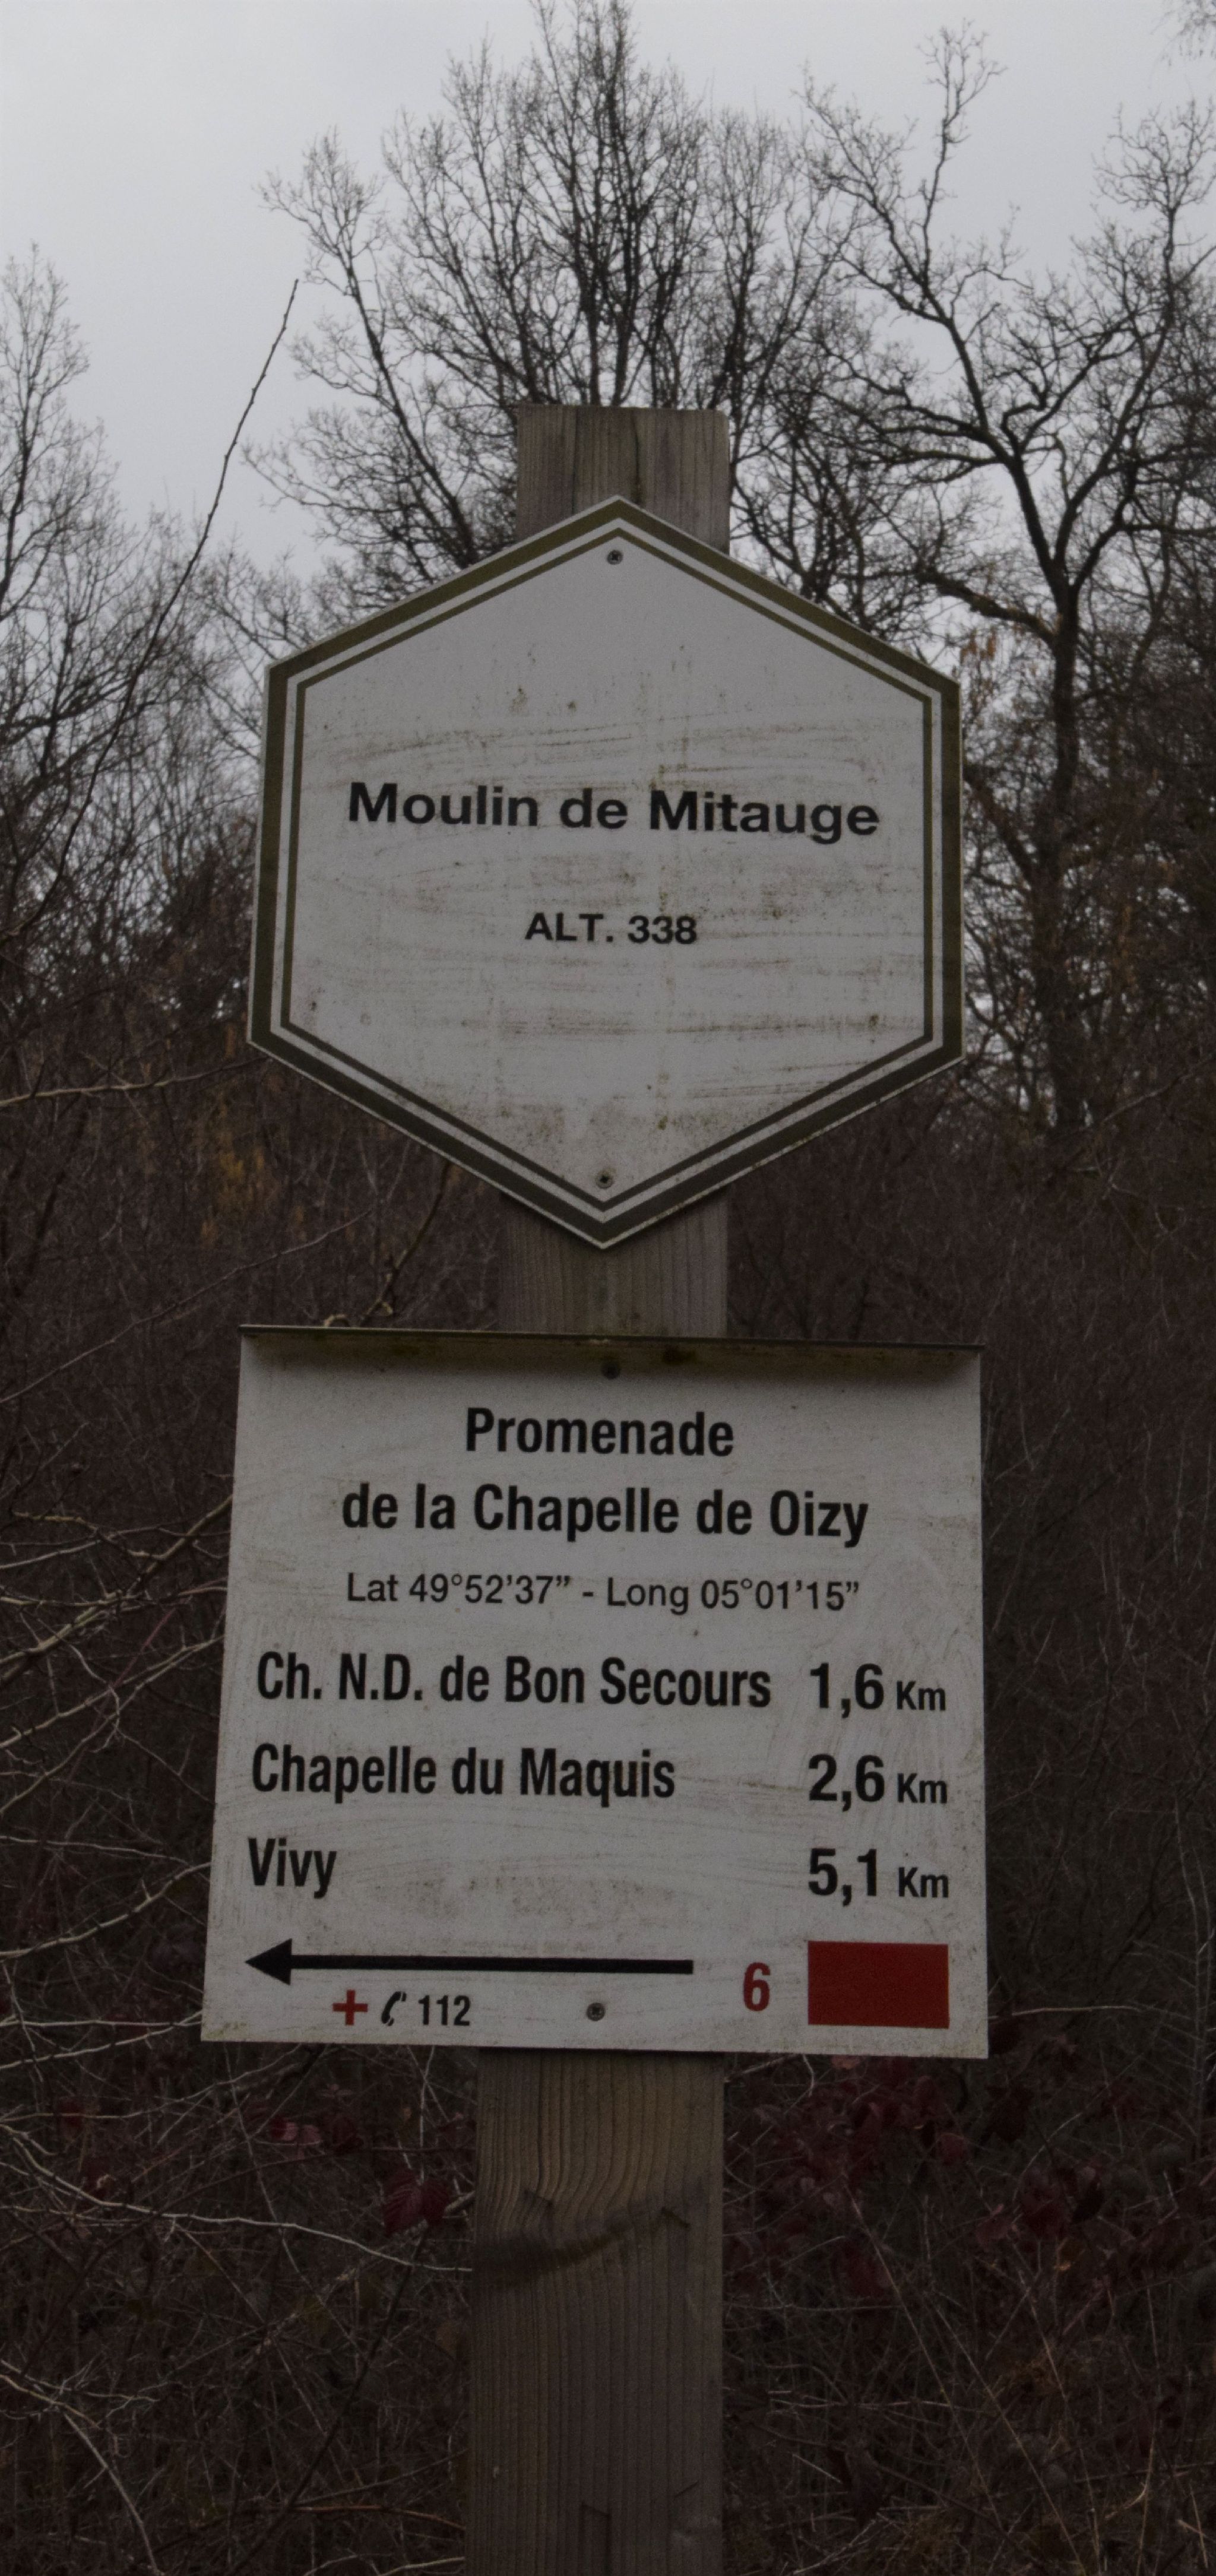 Moulin de Mitauge
ALT. 338
Promenade
de la Chapelle de Oizy
Lat 49°52'37” - Long 05°01'15”
Ch. N.D. de Bon Secours 1,6 Km
Chapelle du Maquis 2,6 Km
Vivy 5,1 Km
6
112